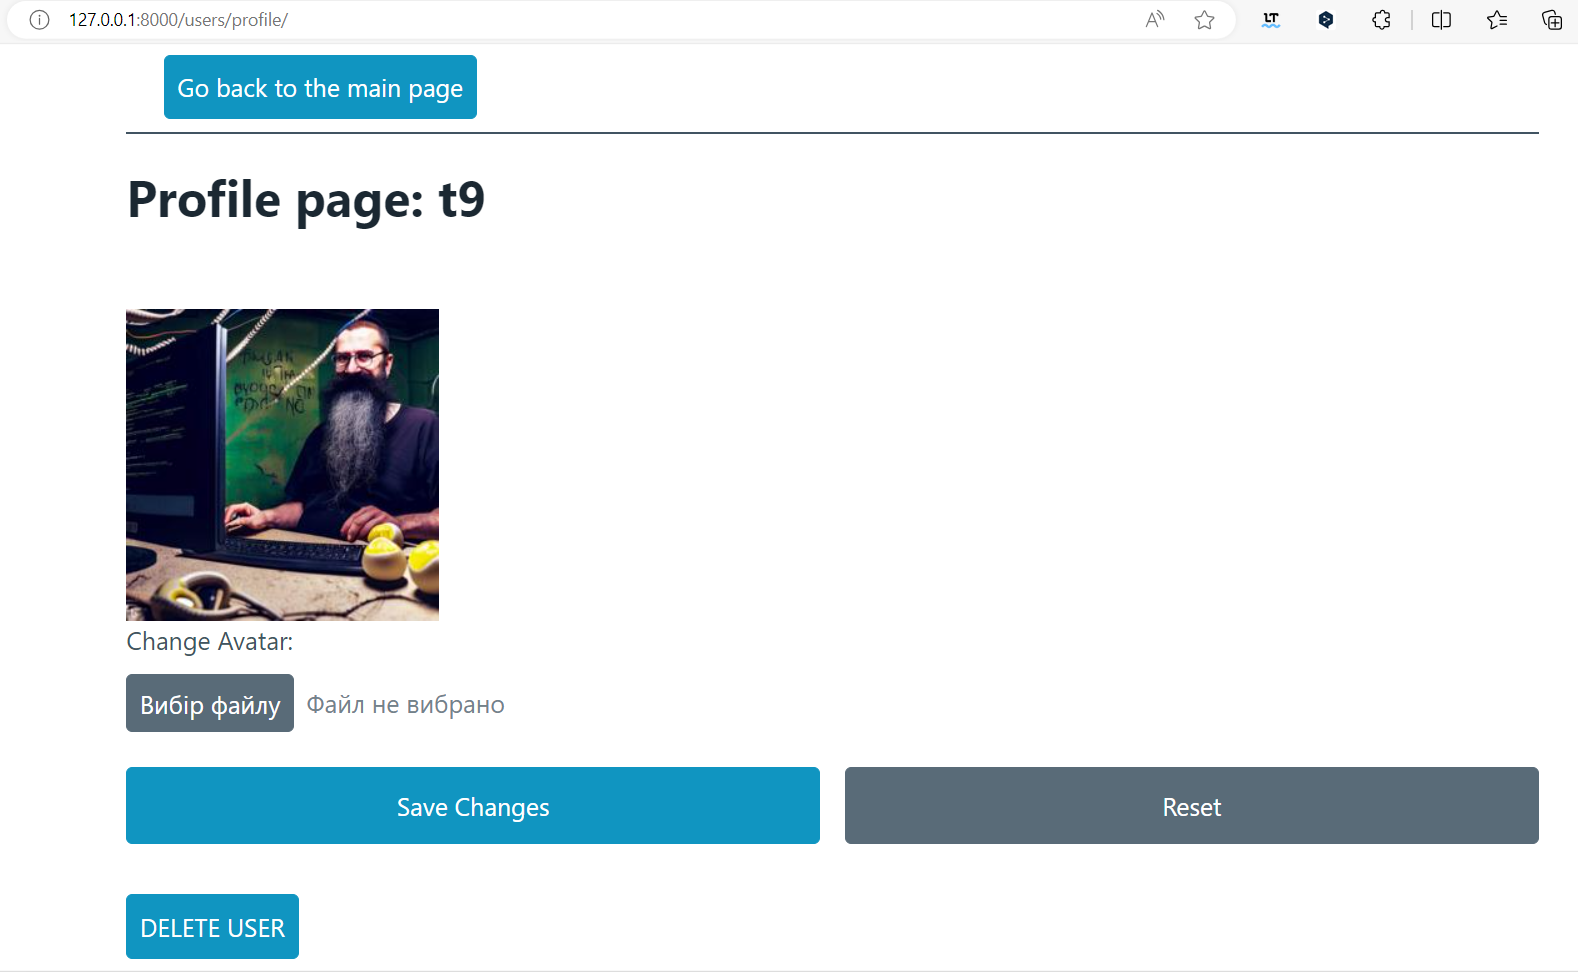 127.0.0.1:8000/users/profile/
Go back to the main page
Profile page: t9
Change Avatar:
Вибір файлу Файл не вибрано
Save Changes Reset
DELETE USER